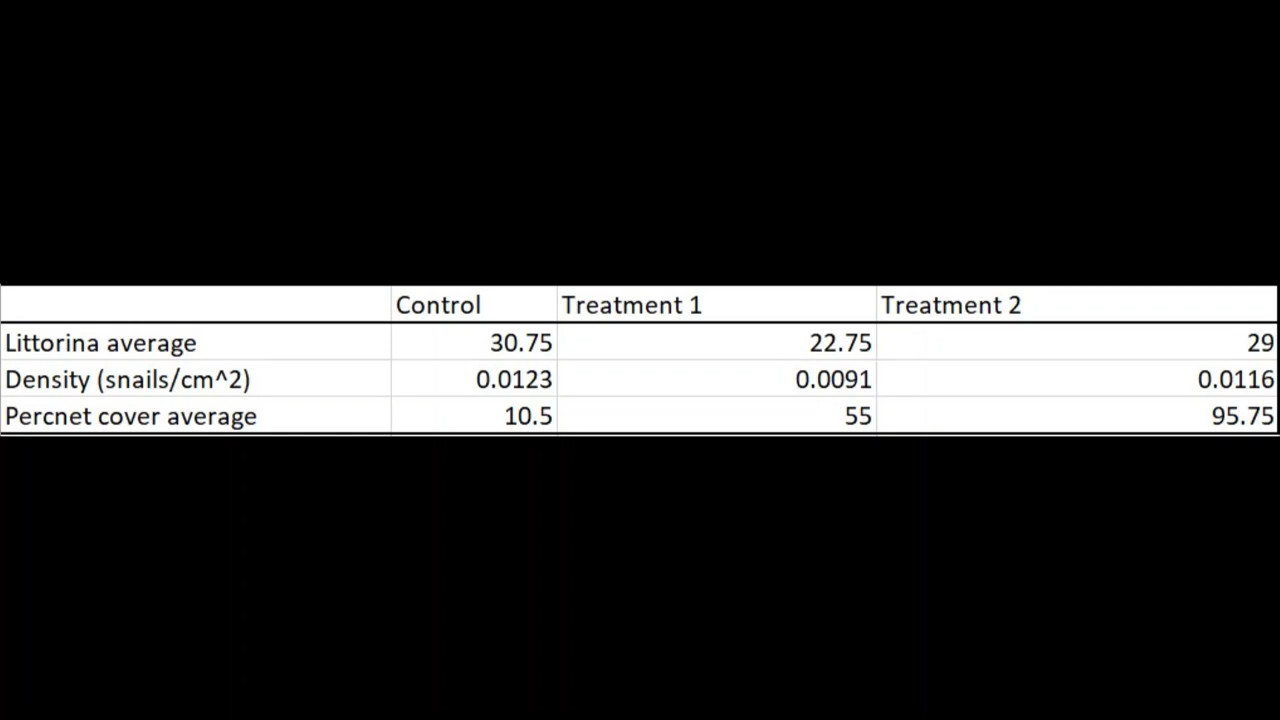 Control Treatment 1 Treatment 2
Littorina average 30.75 22.75 29
Density (snails/cm^2) 0.0123 0.0091 0.0116
Percnet cover average 10.5 55 95.75